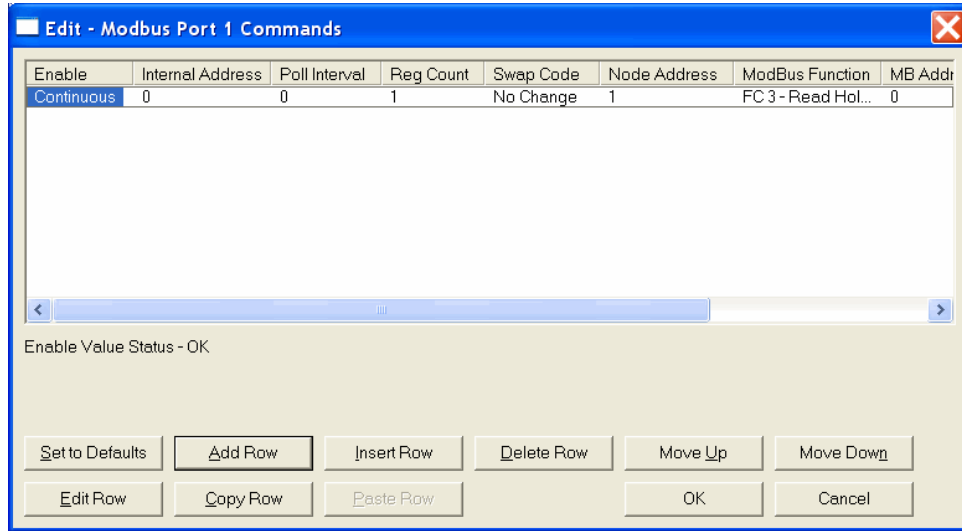 Edit - Modbus Port 1 Commands
Enable Internal Address Poll Interval Reg Count Swap Code Node Address ModBus Function MB Addr
Continuous 0 0 1 No Change 1 FC 3 - Read Hol... 0
Enable Value Status - OK
Set to Defaults Add Row Insert Row Delete Row Move Up Move Down
Edit Row Copy Row Paste Row OK Cancel